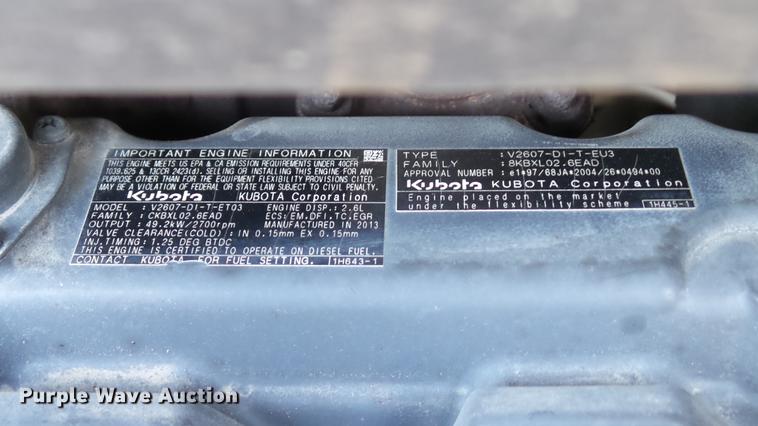 IMPORTANT ENGINE INFORMATION
THIS ENGINE MEETS US EPA & CA EMISSION REQUIREMENTS UNDER 40CFR
1039.625 & 13CCR 2423(d). SELLING OR INSTALLING THIS ENGINE FOR ANY
PURPOSE OTHER THAN FOR THE EQUIPMENT FLEXIBILITY PROVISIONS CITED
MAY BE A VIOLATION OF FEDERAL OR STATE LAW SUBJECT TO CIVIL PENALTY.
Kubota KUBOTA Corporation
MODEL : V2607-DI-T-ET03 ENGINE DISP.: 2.6L
FAMILY : CKBXL02.6EAD ECS: EM.DFI.TC.EGR
OUTPUT : 49.2kW/2700rpm MANUFACTURED IN 2013
VALVE CLEARANCE(COLD): IN 0.15mm EX 0.15mm
INJ.TIMING: 1.25 DEG BTDC
THIS ENGINE IS CERTIFIED TO OPERATE ON DIESEL FUEL.
CONTACT KUBOTA FOR FUEL SETTING. 1H643-1
TYPE : V2607-DI-T-EU3
FAMILY : 8KBXL02.6EAD
APPROVAL NUMBER : e1*97/68JA*2004/26*0494*00
Kubota KUBOTA Corporation
Engine placed on the market
under the flexibility scheme 1H445-1
Purple Wave Auction